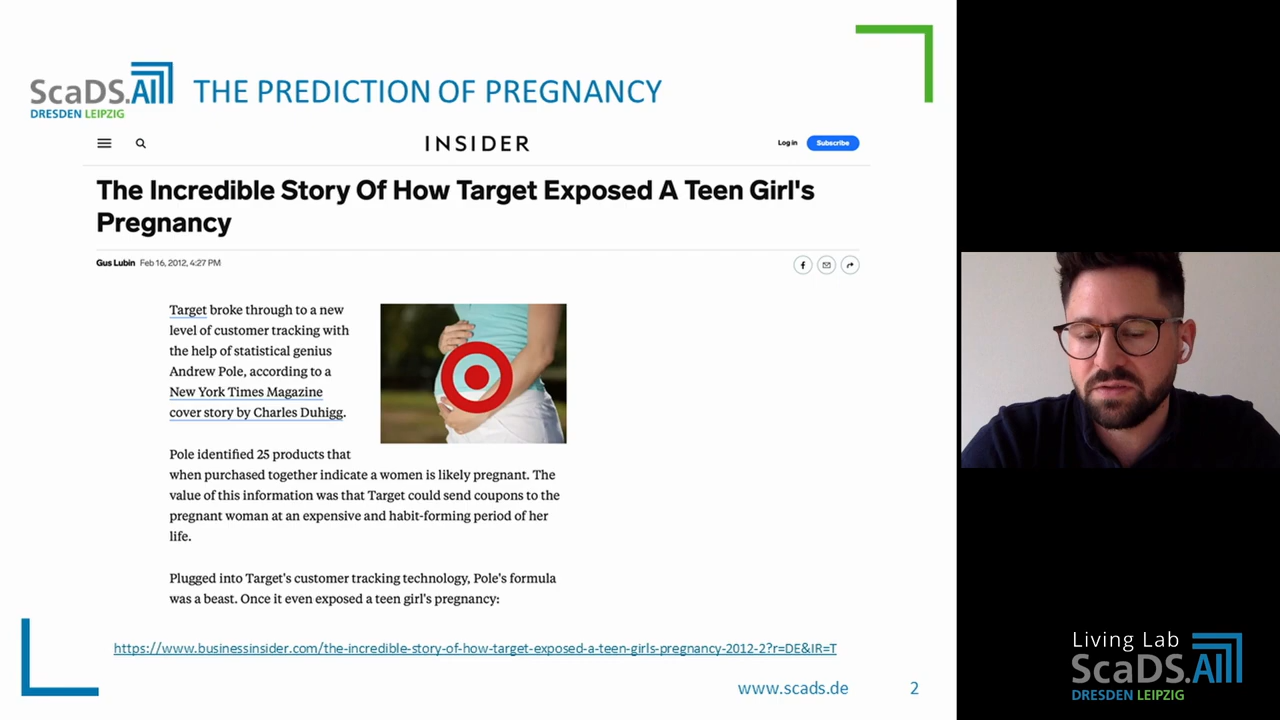 ScaDS.AI
DRESDEN LEIPZIG
THE PREDICTION OF PREGNANCY
INSIDER
Log in
Subscribe
The Incredible Story Of How Target Exposed A Teen Girl's
Pregnancy
Gus Lubin Feb 16, 2012, 4:27 PM
Target broke through to a new
level of customer tracking with
the help of statistical genius
Andrew Pole, according to a
New York Times Magazine
cover story by Charles Duhigg.
Pole identified 25 products that
when purchased together indicate a women is likely pregnant. The
value of this information was that Target could send coupons to the
pregnant woman at an expensive and habit-forming period of her
life.
Plugged into Target's customer tracking technology, Pole's formula
was a beast. Once it even exposed a teen girl's pregnancy:
https://www.businessinsider.com/the-incredible-story-of-how-target-exposed-a-teen-girls-pregnancy-2012-2?r=DE&IR=T
www.scads.de
2
Living Lab
ScaDS.AI
DRESDEN LEIPZIG